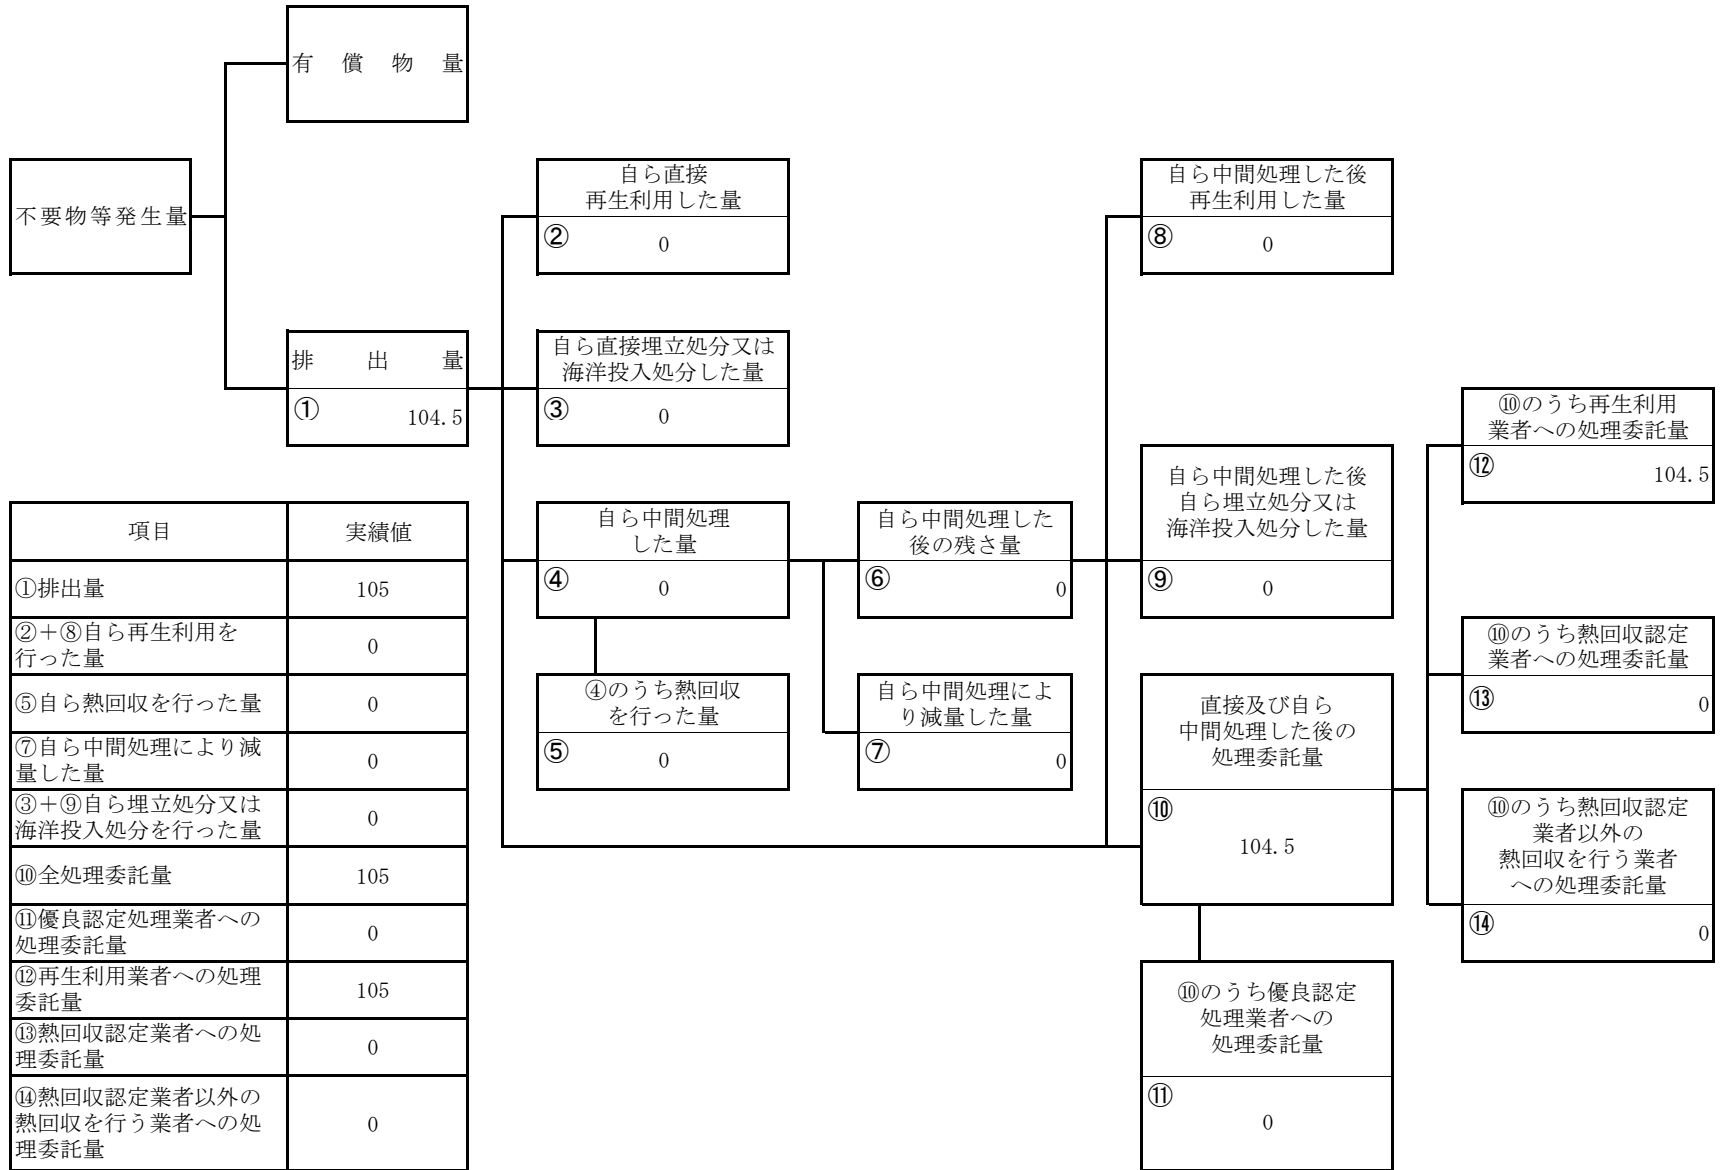 有償物量
不要物等発生量
排出量
① 104.5
自ら直接
再生利用した量
② 0
自ら直接埋立処分又は
海洋投入処分した量
③ 0
自ら中間処理
した量
④ 0
④のうち熱回収
を行った量
⑤ 0
自ら中間処理した
後の残さ量
⑥ 0
自ら中間処理によ
り減量した量
⑦ 0
自ら中間処理した後
再生利用した量
⑧ 0
自ら中間処理した後
自ら埋立処分又は
海洋投入処分した量
⑨ 0
直接及び自ら
中間処理した後の
処理委託量
⑩
104.5
⑩のうち優良認定
処理業者への
処理委託量
⑪
0
⑩のうち再生利用
業者への処理委託量
⑫ 104.5
⑩のうち熱回収認定
業者への処理委託量
⑬ 0
⑩のうち熱回収認定
業者以外の
熱回収を行う業者
への処理委託量
⑭ 0
項目 実績値
①排出量 105
②+⑧自ら再生利用を
行った量 0
⑤自ら熱回収を行った量 0
⑦自ら中間処理により減
量した量 0
③+⑨自ら埋立処分又は
海洋投入処分を行った量 0
⑩全処理委託量 105
⑪優良認定処理業者への
処理委託量 0
⑫再生利用業者への処理
委託量 105
⑬熱回収認定業者への処
理委託量 0
⑭熱回収認定業者以外の
熱回収を行う業者への処
理委託量 0